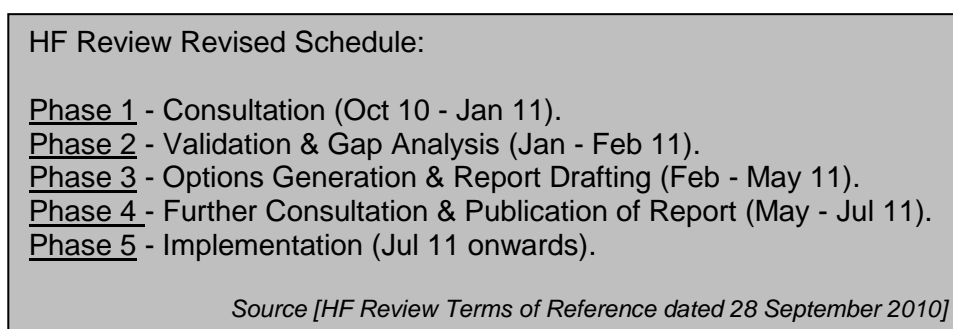 HF Review Revised Schedule:
Phase 1 - Consultation (Oct 10 - Jan 11).
Phase 2 - Validation & Gap Analysis (Jan - Feb 11).
Phase 3 - Options Generation & Report Drafting (Feb - May 11).
Phase 4 - Further Consultation & Publication of Report (May - Jul 11).
Phase 5 - Implementation (Jul 11 onwards).
Source [HF Review Terms of Reference dated 28 September 2010]